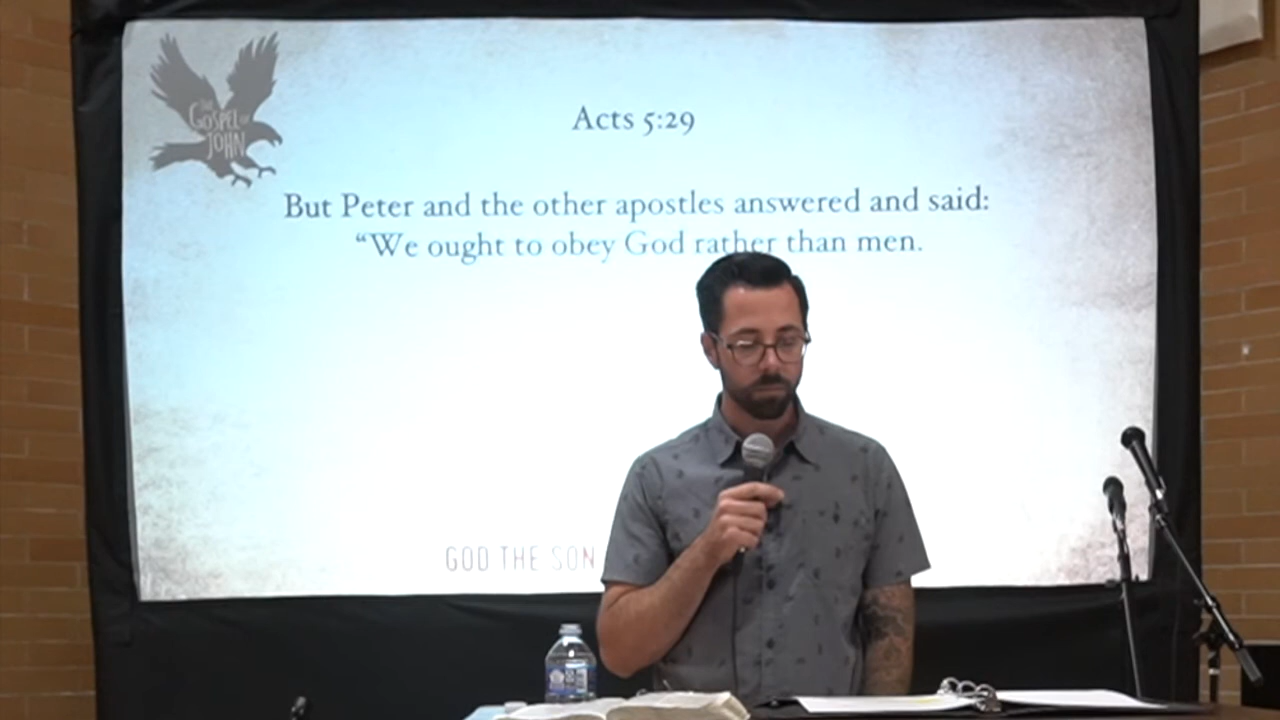 THE
GOSPEL OF
JOHN
Acts 5:29
But Peter and the other apostles answered and said:
“We ought to obey God rather than men.
GOD THE SON